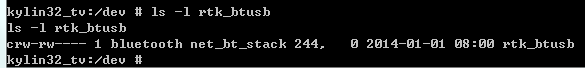 kylin32_tv:/dev # ls -l rtk_btusb
ls -l rtk_btusb
crw-rw---- 1 bluetooth net_bt_stack 244,   0 2014-01-01 08:00 rtk_btusb
kylin32_tv:/dev #